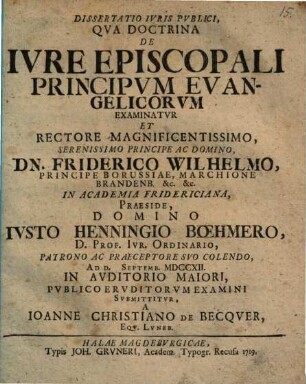 15.
DISSERTATIO IVRIS PVBLICI,
QVA DOCTRINA
DE
IVRE EPISCOPALI
PRINCIPVM EVAN-
GELICORVM
EXAMINATVR
ET
RECTORE MAGNIFICENTISSIMO,
SERENISSIMO PRINCIPE AC DOMINO,
DN. FRIDERICO WILHELMO,
PRINCIPE BORUSSIAE, MARCHIONE
BRANDENB. &c. &c.
IN ACADEMIA FRIDERICIANA,
PRAESIDE,
DOMINO
IVSTO HENNINGIO BŒHMERO,
D. PROF. IVR. ORDINARIO,
PATRONO AC PRAECEPTORE SVO COLENDO,
AD D. SEPTEMB. MDCCXII.
IN AVDITORIO MAIORI,
PVBLICO ERVDITORVM EXAMINI
SVBMITTITVR,
A
IOANNE CHRISTIANO DE BECQVER,
EQV. LVNEB.
HALAE MAGDEBVRGICAE,
Typis JOH. GRVNERI, Academ. Typogr. Recusa 1719.